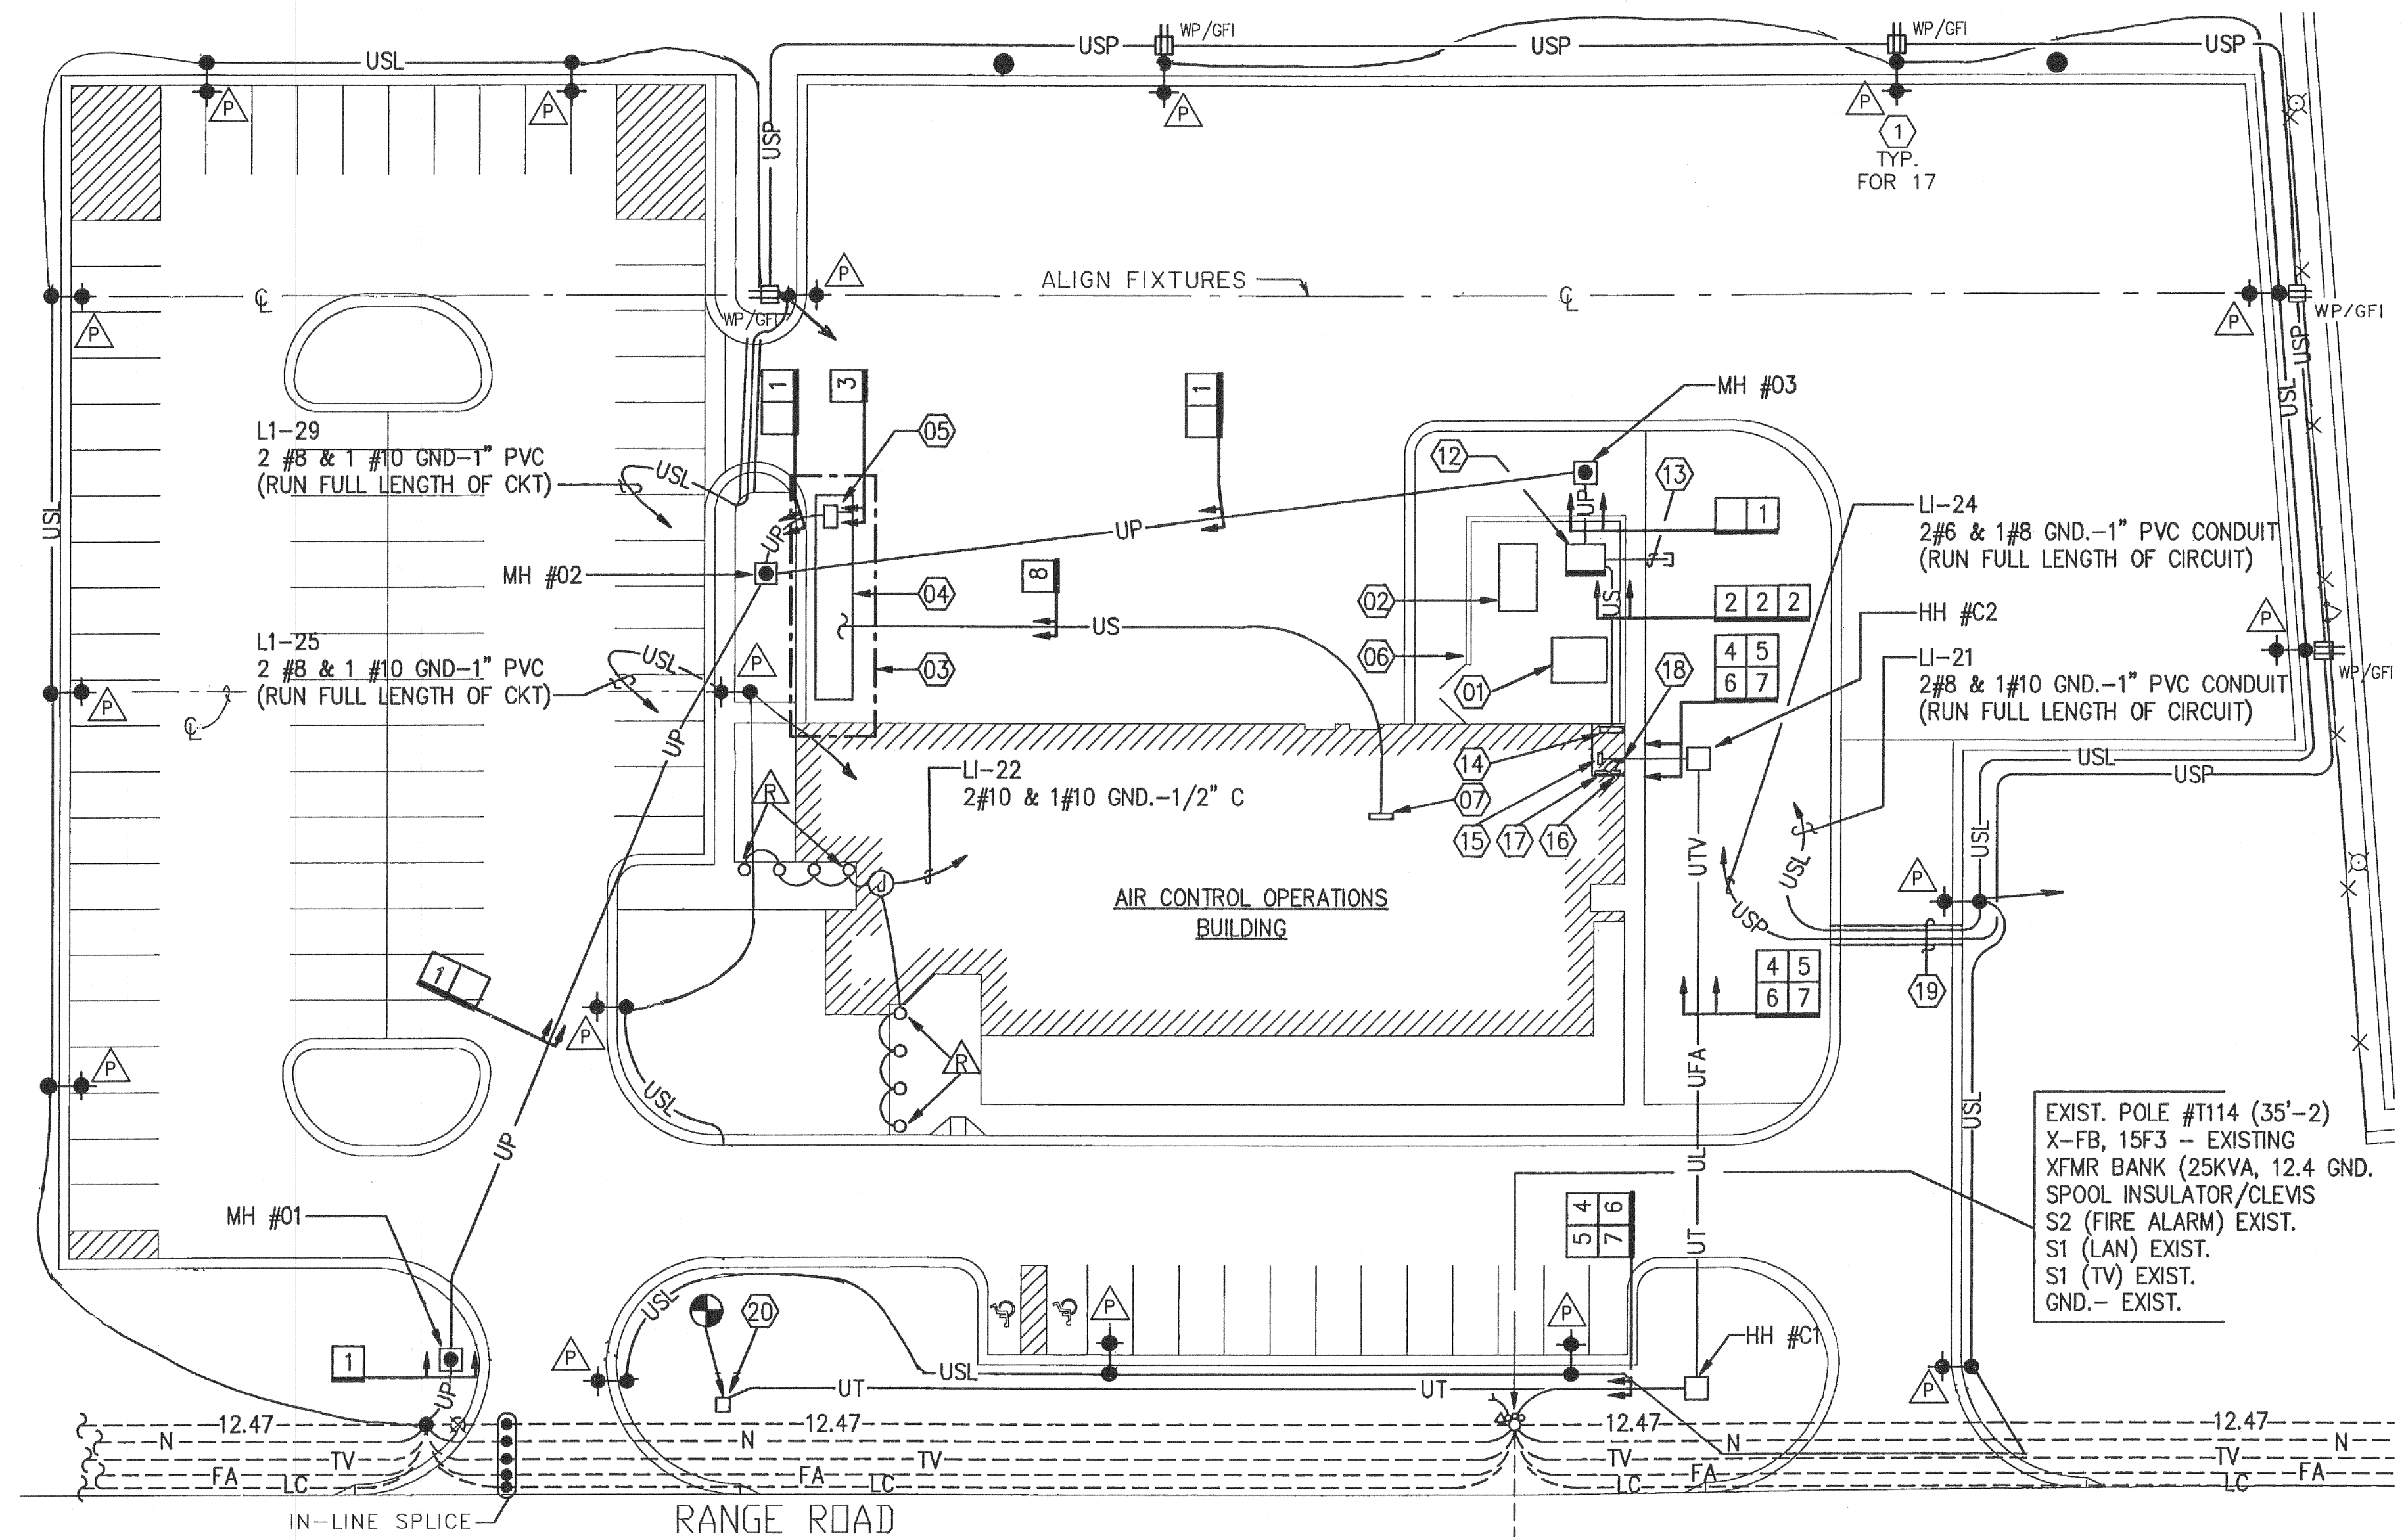 WP/GFI
WP/GFI
USL
USP
USP
USP
P
P
P
P
1
TYP.
FOR 17
USP
P
ALIGN FIXTURES
℄
℄
P
P
WP/GFI
WP/GFI
USP
USL
1
3
1
MH #03
05
12
13
L1-29
2 #8 & 1 #10 GND-1" PVC
(RUN FULL LENGTH OF CKT)
USL
UP
UP
UP
1
LI-24
2#6 & 1#8 GND.-1" PVC CONDUIT
(RUN FULL LENGTH OF CIRCUIT)
USL
MH #02
8
04
02
US
2 2 2
HH #C2
US
P
L1-25
2 #8 & 1 #10 GND-1" PVC
(RUN FULL LENGTH OF CKT)
USL
P
03
06
01
18
4 5
6 7
LI-21
2#8 & 1#10 GND.-1" PVC CONDUIT
(RUN FULL LENGTH OF CIRCUIT)
WP/GFI
P
℄
UP
14
USL
USP
LI-22
2#10 & 1#10 GND.-1/2" C
R
07
15
17
16
J
UTV
USL
USL
P
USP
AIR CONTROL OPERATIONS
BUILDING
1
4 5
6 7
19
P
P
R
USL
UFA
USL
UP
UL
EXIST. POLE #T114 (35'-2)
X-FB, 15F3 - EXISTING
XFMR BANK (25KVA, 12.4 GND.
SPOOL INSULATOR/CLEVIS
S2 (FIRE ALARM) EXIST.
S1 (LAN) EXIST.
S1 (TV) EXIST.
GND.- EXIST.
MH #01
4 6
5 7
UT
USL
20
P
P
HH #C1
1
P
USL
UP
UT
UT
P
12.47
12.47
12.47
12.47
N
N
N
N
TV
TV
TV
TV
FA
FA
FA
FA
LC
LC
LC
LC
IN-LINE SPLICE
RANGE ROAD